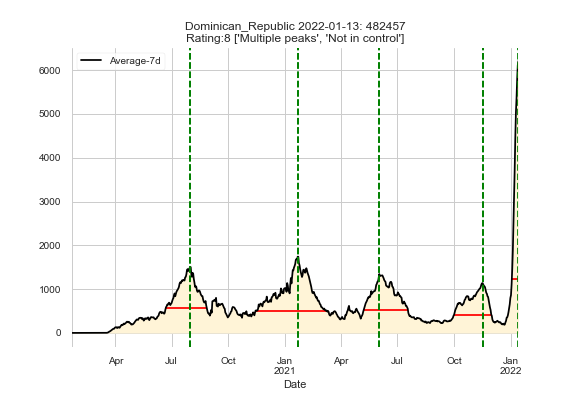 Dominican_Republic 2022-01-13: 482457
Rating:8 ['Multiple peaks', 'Not in control']
Average-7d
6000
5000
4000
3000
2000
1000
0
Apr Jul Oct Jan Apr Jul Oct Jan
2021 2022
Date